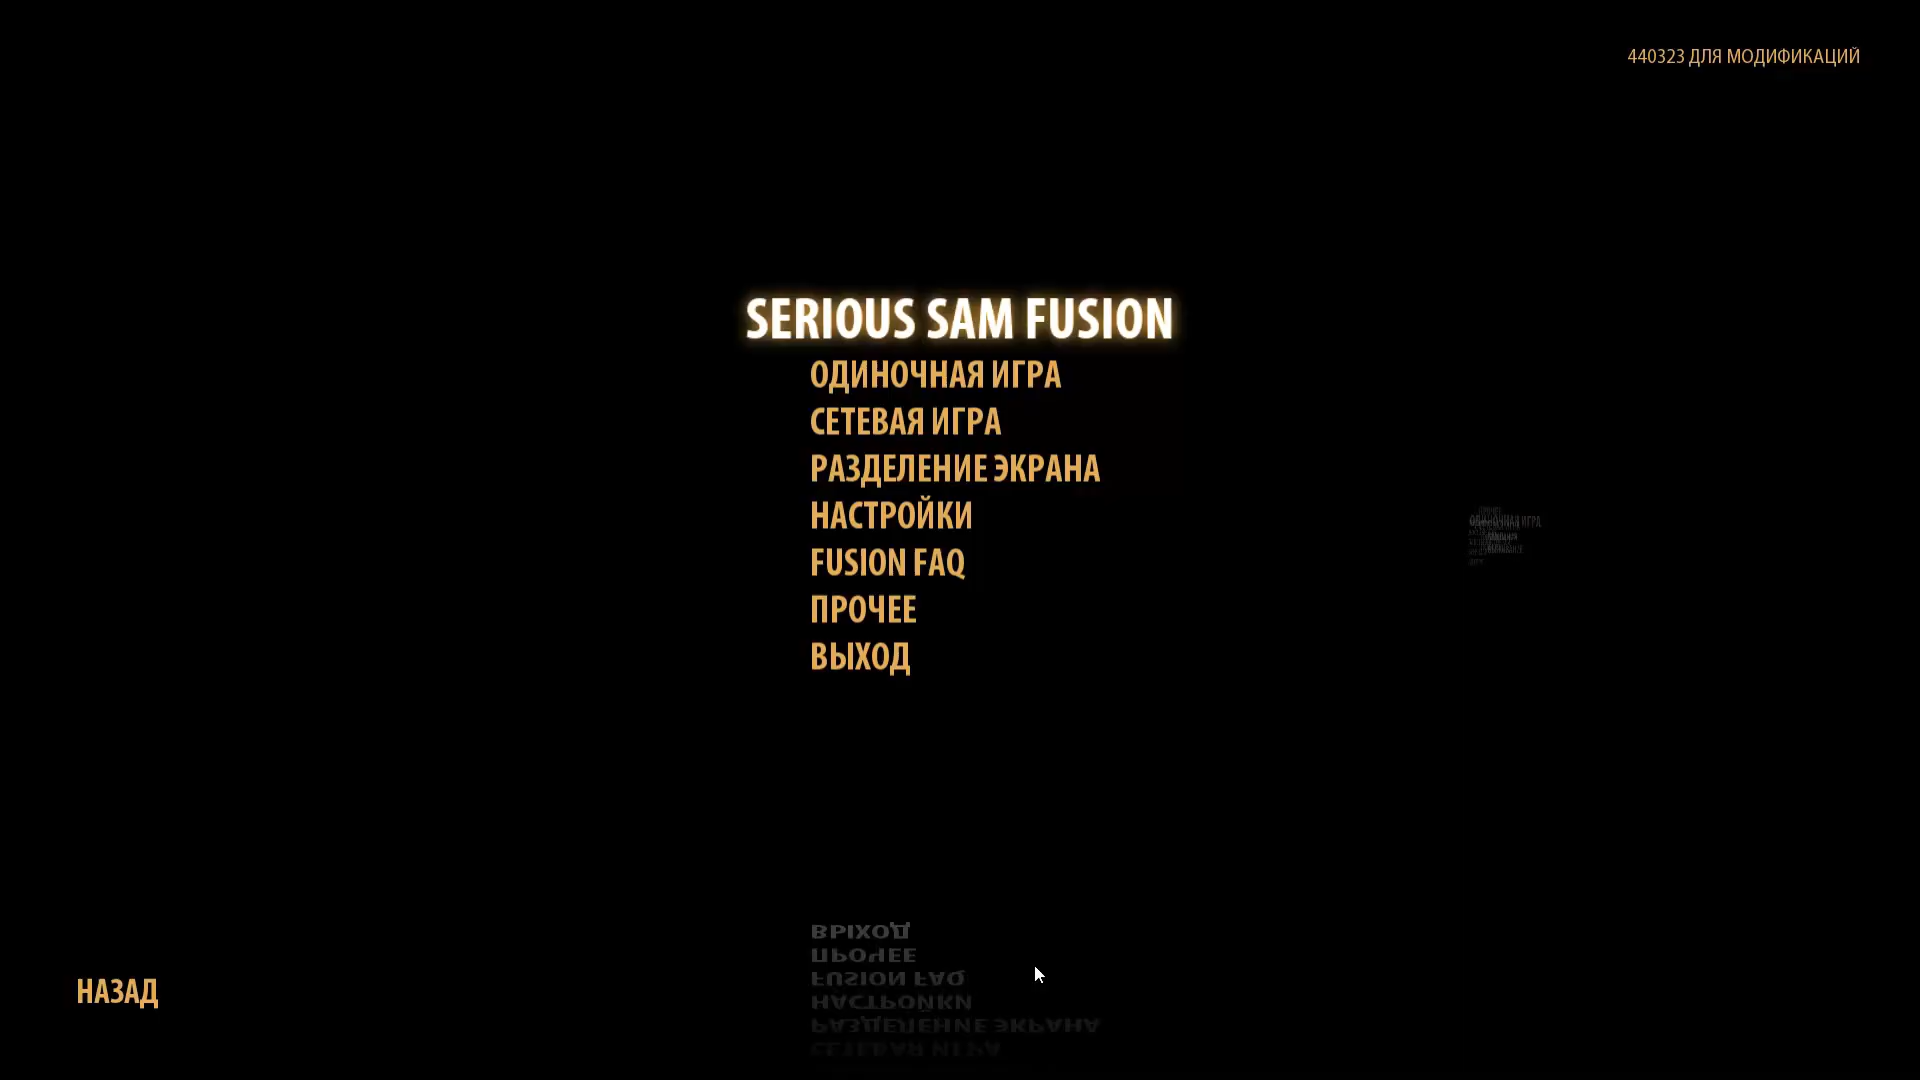 440323 ДЛЯ МОДИФИКАЦИЙ
SERIOUS SAM FUSION
ОДИНОЧНАЯ ИГРА
СЕТЕВАЯ ИГРА
РАЗДЕЛЕНИЕ ЭКРАНА
НАСТРОЙКИ
FUSION FAQ
ПРОЧЕЕ
ВЫХОД
НАЗАД